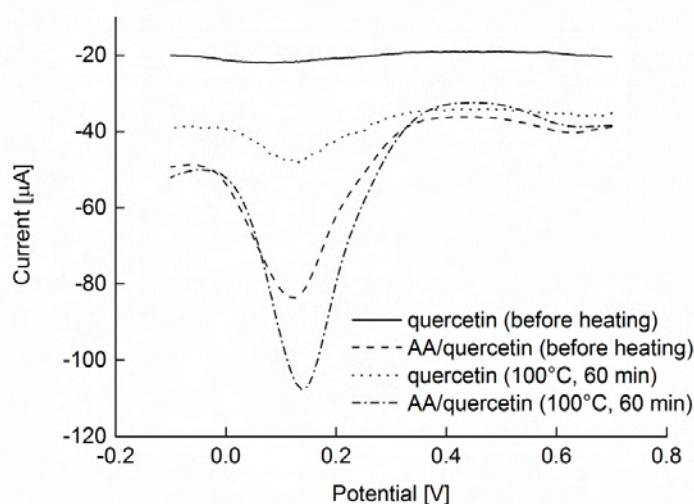 -20
-40
-60
-80
-100
-120
Current [µA]
quercetin (before heating)
AA/quercetin (before heating)
quercetin (100°C, 60 min)
AA/quercetin (100°C, 60 min)
-0.2 0.0 0.2 0.4 0.6 0.8
Potential [V]